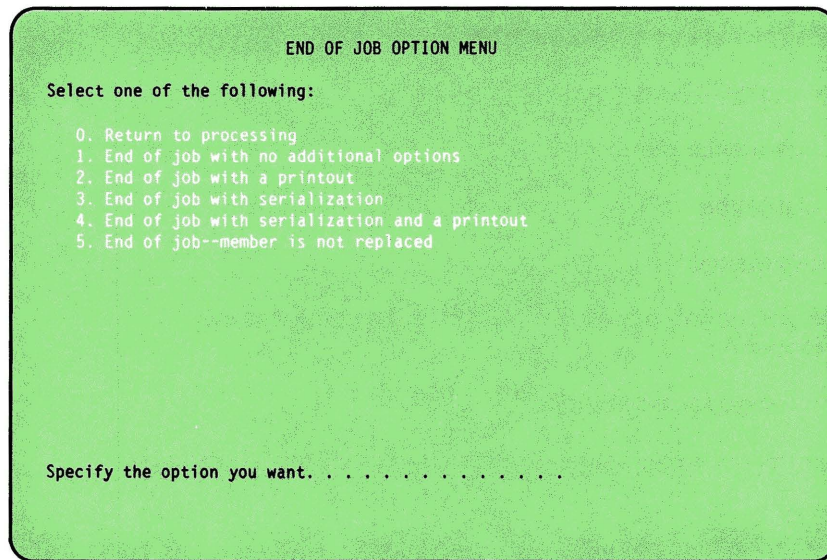 END OF JOB OPTION MENU
Select one of the following:
0. Return to processing
1. End of job with no additional options
2. End of job with a printout
3. End of job with serialization
4. End of job with serialization and a printout
5. End of job--member is not replaced
Specify the option you want. . . . . . . . . . . . . . .